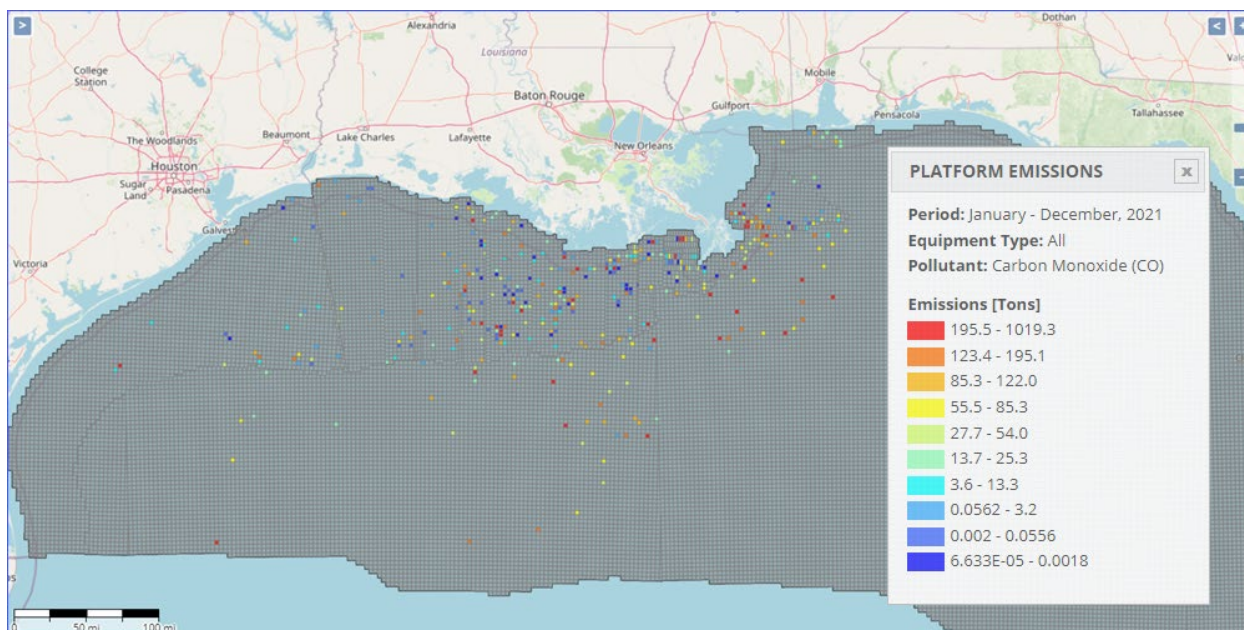 >
Alexandria
Dothan
<
Louisiana
College
Station
Mobile
Baton Rouge
Gulfport
Pensacola
Tallahassee
The Woodlands
Beaumont
Lake Charles
Lafayette
New Orleans
Houston
Sugar
Land
Pasadena
Galvest
Victoria
PLATFORM EMISSIONS
x
Period: January - December, 2021
Equipment Type: All
Pollutant: Carbon Monoxide (CO)
Emissions [Tons]
195.5 - 1019.3
123.4 - 195.1
85.3 - 122.0
55.5 - 85.3
27.7 - 54.0
13.7 - 25.3
3.6 - 13.3
0.0562 - 3.2
0.002 - 0.0556
6.633E-05 - 0.0018
0
50 mi
100 mi